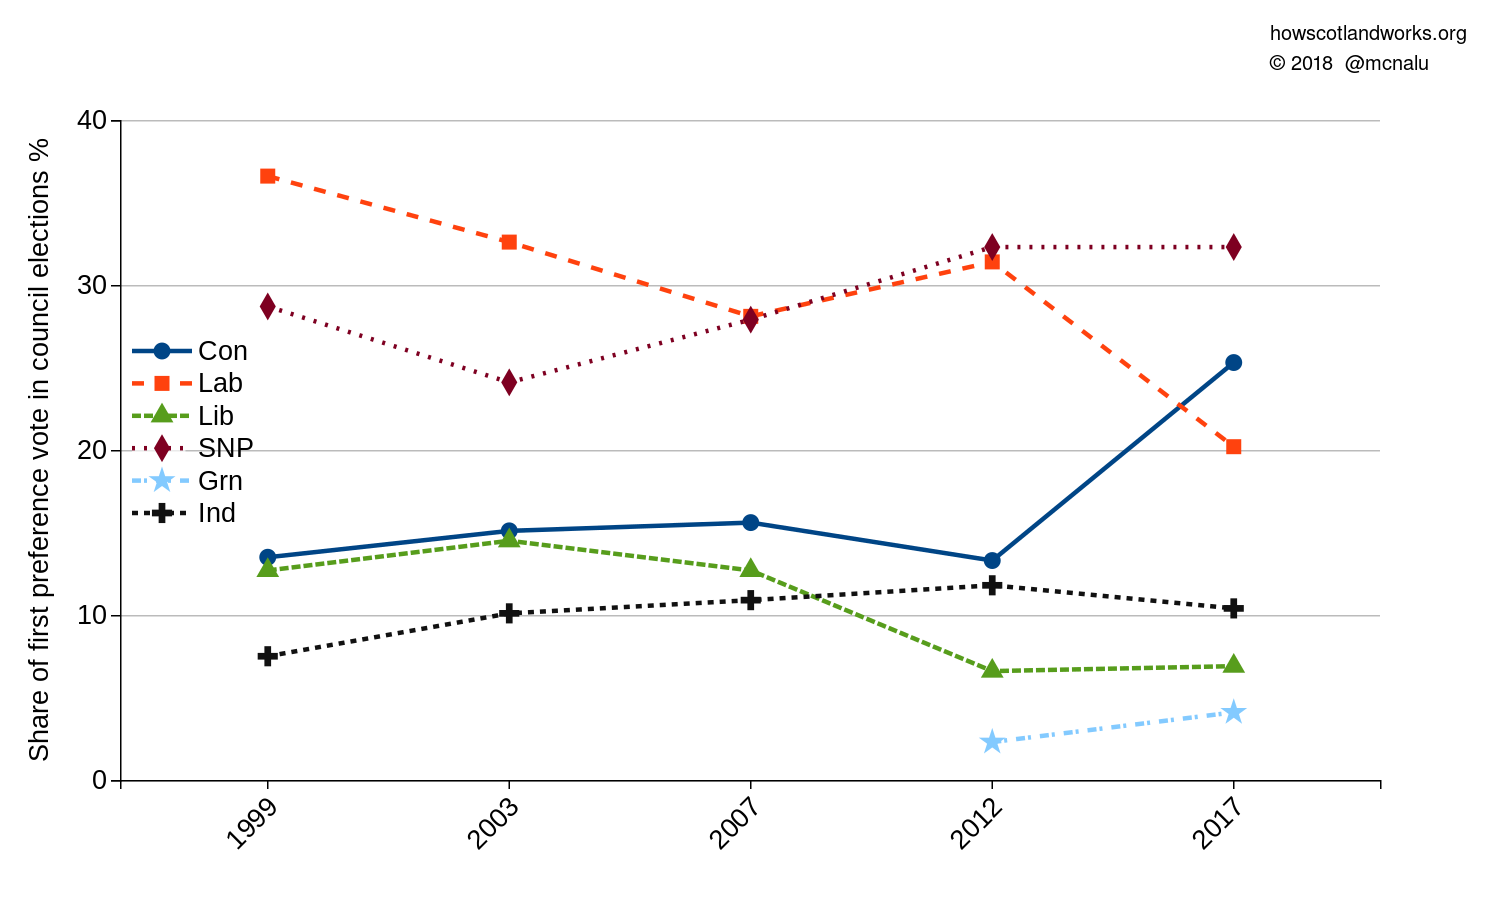 howscotlandworks.org
© 2018 @mcnalu
Share of first preference vote in council elections %
40
30
20
10
0
Con
Lab
Lib
SNP
Grn
Ind
1999
2003
2007
2012
2017